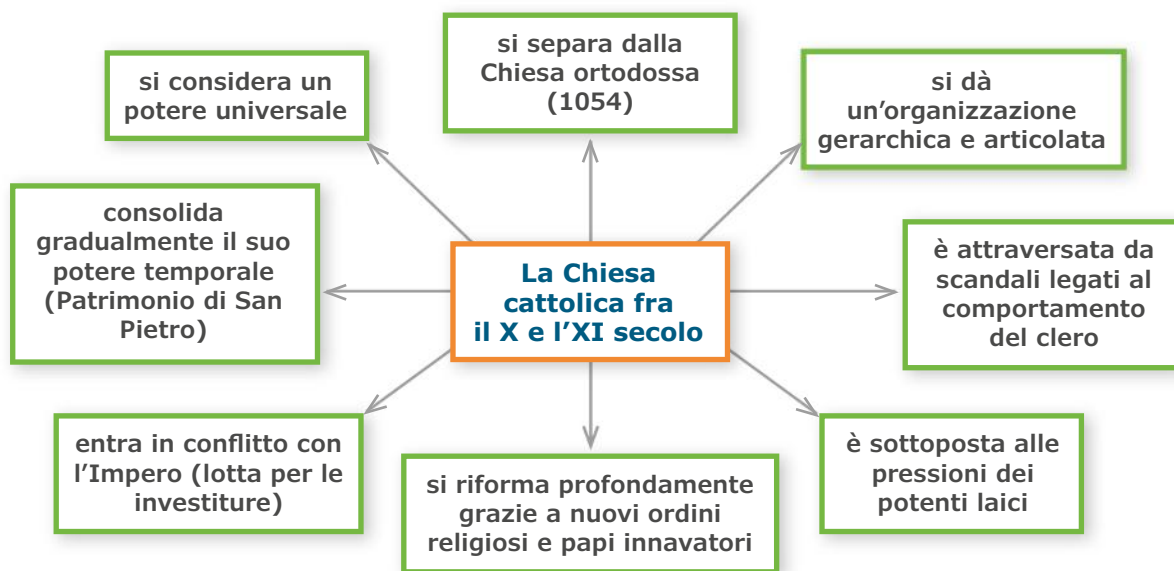 si considera un
potere universale
si separa dalla
Chiesa ortodossa
(1054)
si dà
un’organizzazione
gerarchica e articolata
consolida
gradualmente il suo
potere temporale
(Patrimonio di San
Pietro)
La Chiesa
cattolica fra
il X e l’XI secolo
è attraversata da
scandali legati al
comportamento
del clero
entra in conflitto con
l’Impero (lotta per le
investiture)
si riforma profondamente
grazie a nuovi ordini
religiosi e papi innavatori
è sottoposta alle
pressioni dei
potenti laici